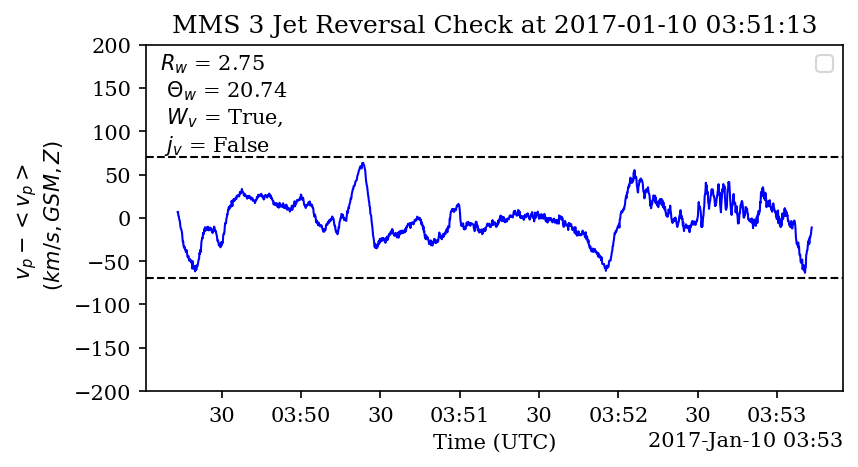 MMS 3 Jet Reversal Check at 2017-01-10 03:51:13
R_w = 2.75
Θ_w = 20.74
W_v = True,
j_v = False
v_p − < v_p >
(km/s, GSM, Z)
200
150
100
50
0
−50
−100
−150
−200
30 03:50 30 03:51 30 03:52 30 03:53
Time (UTC)
2017-Jan-10 03:53